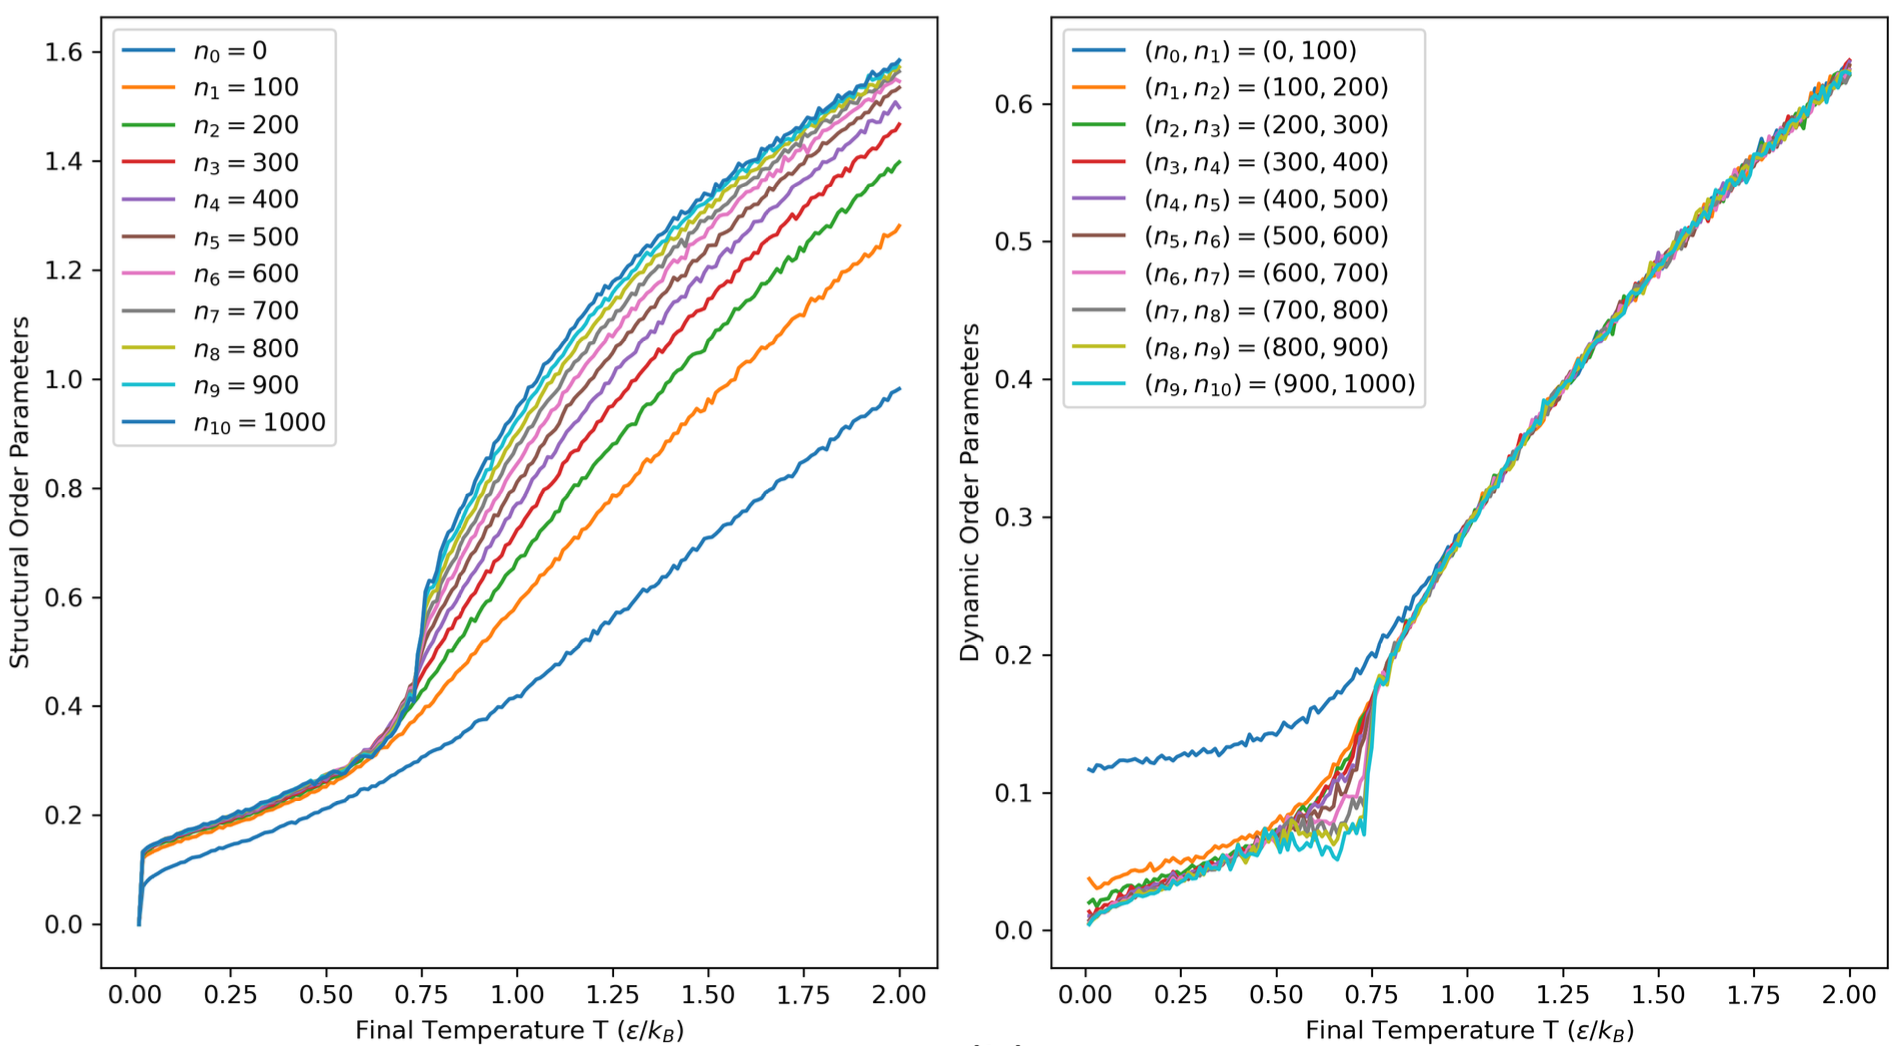 Structural Order Parameters
1.6
1.4
1.2
1.0
0.8
0.6
0.4
0.2
0.0
n₀ = 0
n₁ = 100
n₂ = 200
n₃ = 300
n₄ = 400
n₅ = 500
n₆ = 600
n₇ = 700
n₈ = 800
n₉ = 900
n₁₀ = 1000
0.00 0.25 0.50 0.75 1.00 1.25 1.50 1.75 2.00
Final Temperature T (ε/k_B)
Dynamic Order Parameters
0.6
0.5
0.4
0.3
0.2
0.1
0.0
(n₀, n₁) = (0, 100)
(n₁, n₂) = (100, 200)
(n₂, n₃) = (200, 300)
(n₃, n₄) = (300, 400)
(n₄, n₅) = (400, 500)
(n₅, n₆) = (500, 600)
(n₆, n₇) = (600, 700)
(n₇, n₈) = (700, 800)
(n₈, n₉) = (800, 900)
(n₉, n₁₀) = (900, 1000)
0.00 0.25 0.50 0.75 1.00 1.25 1.50 1.75 2.00
Final Temperature T (ε/k_B)